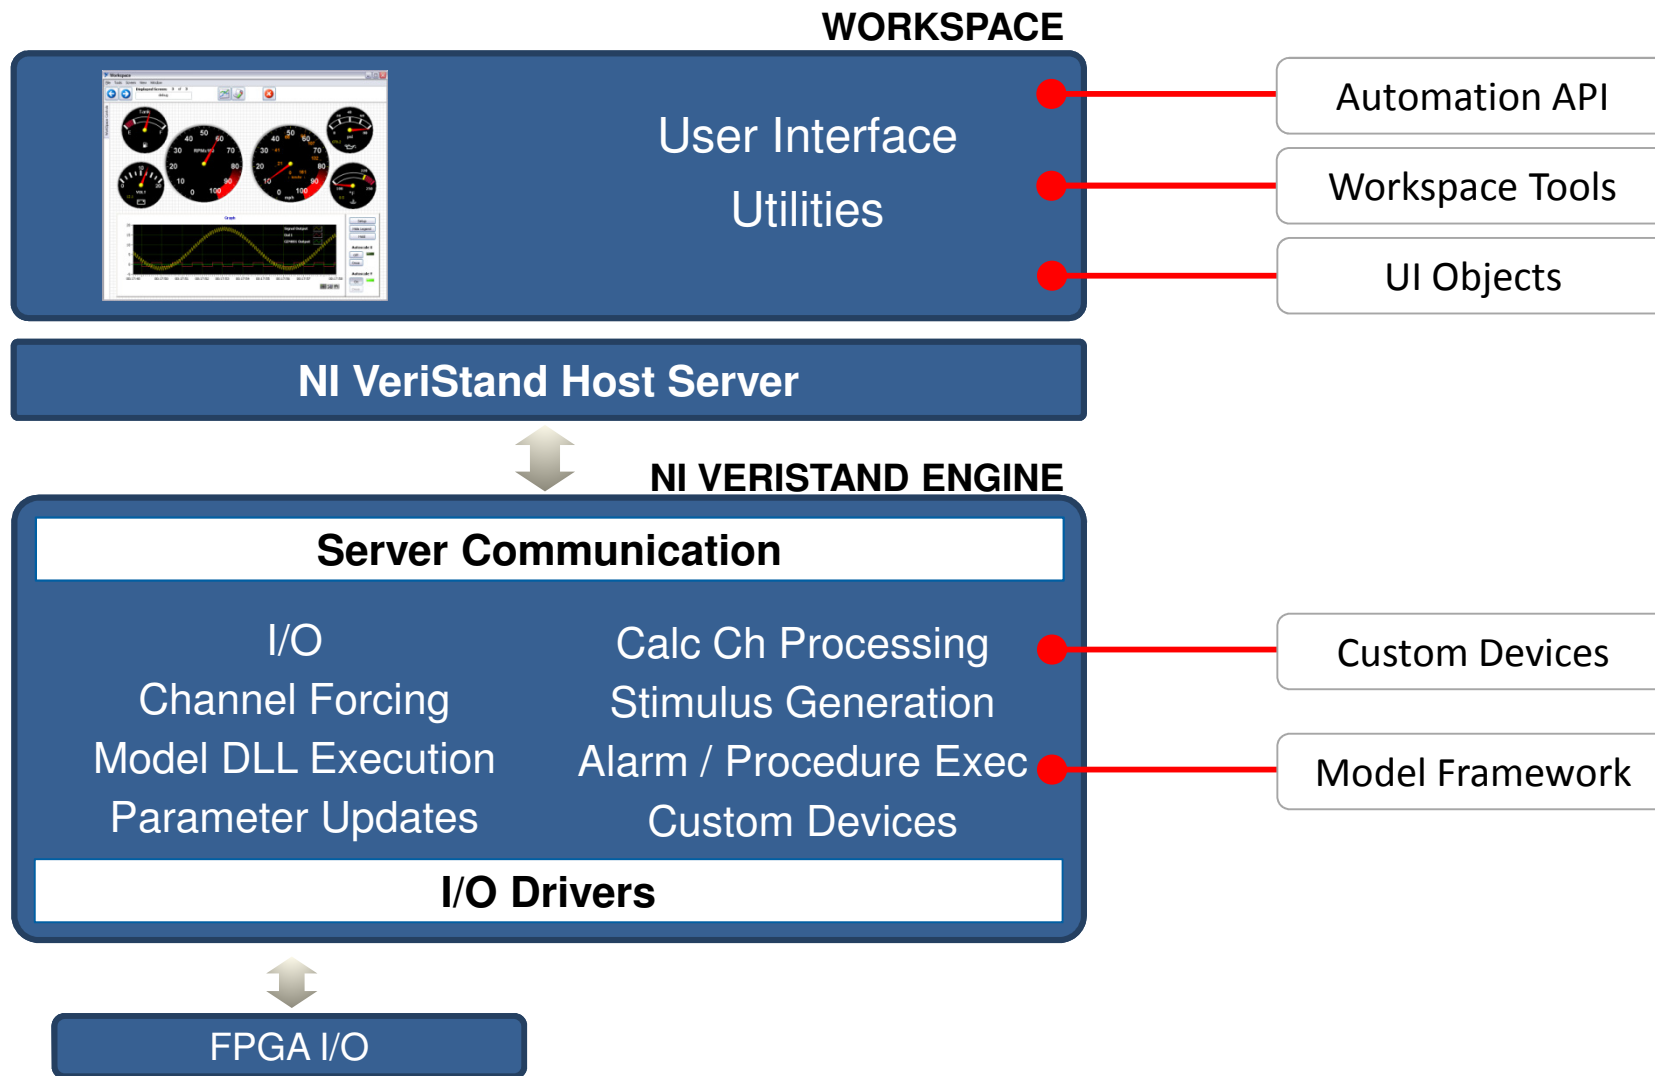 WORKSPACE
Workspace
User Interface
Utilities
Automation API
Workspace Tools
UI Objects
NI VeriStand Host Server
NI VERISTAND ENGINE
Server Communication
I/O
Channel Forcing
Model DLL Execution
Parameter Updates
Calc Ch Processing
Stimulus Generation
Alarm / Procedure Exec
Custom Devices
I/O Drivers
Custom Devices
Model Framework
FPGA I/O